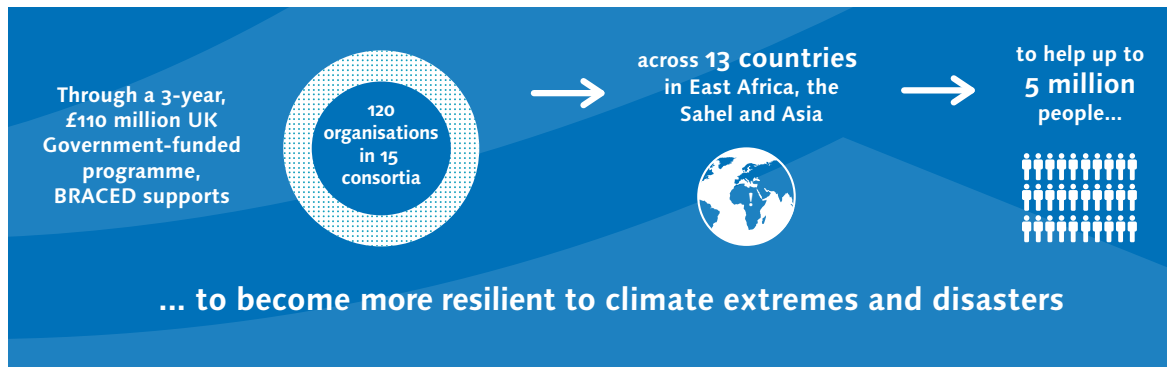 Through a 3-year,
£110 million UK
Government-funded
programme,
BRACED supports
120
organisations
in 15
consortia
across 13 countries
in East Africa, the
Sahel and Asia
to help up to
5 million
people...
... to become more resilient to climate extremes and disasters